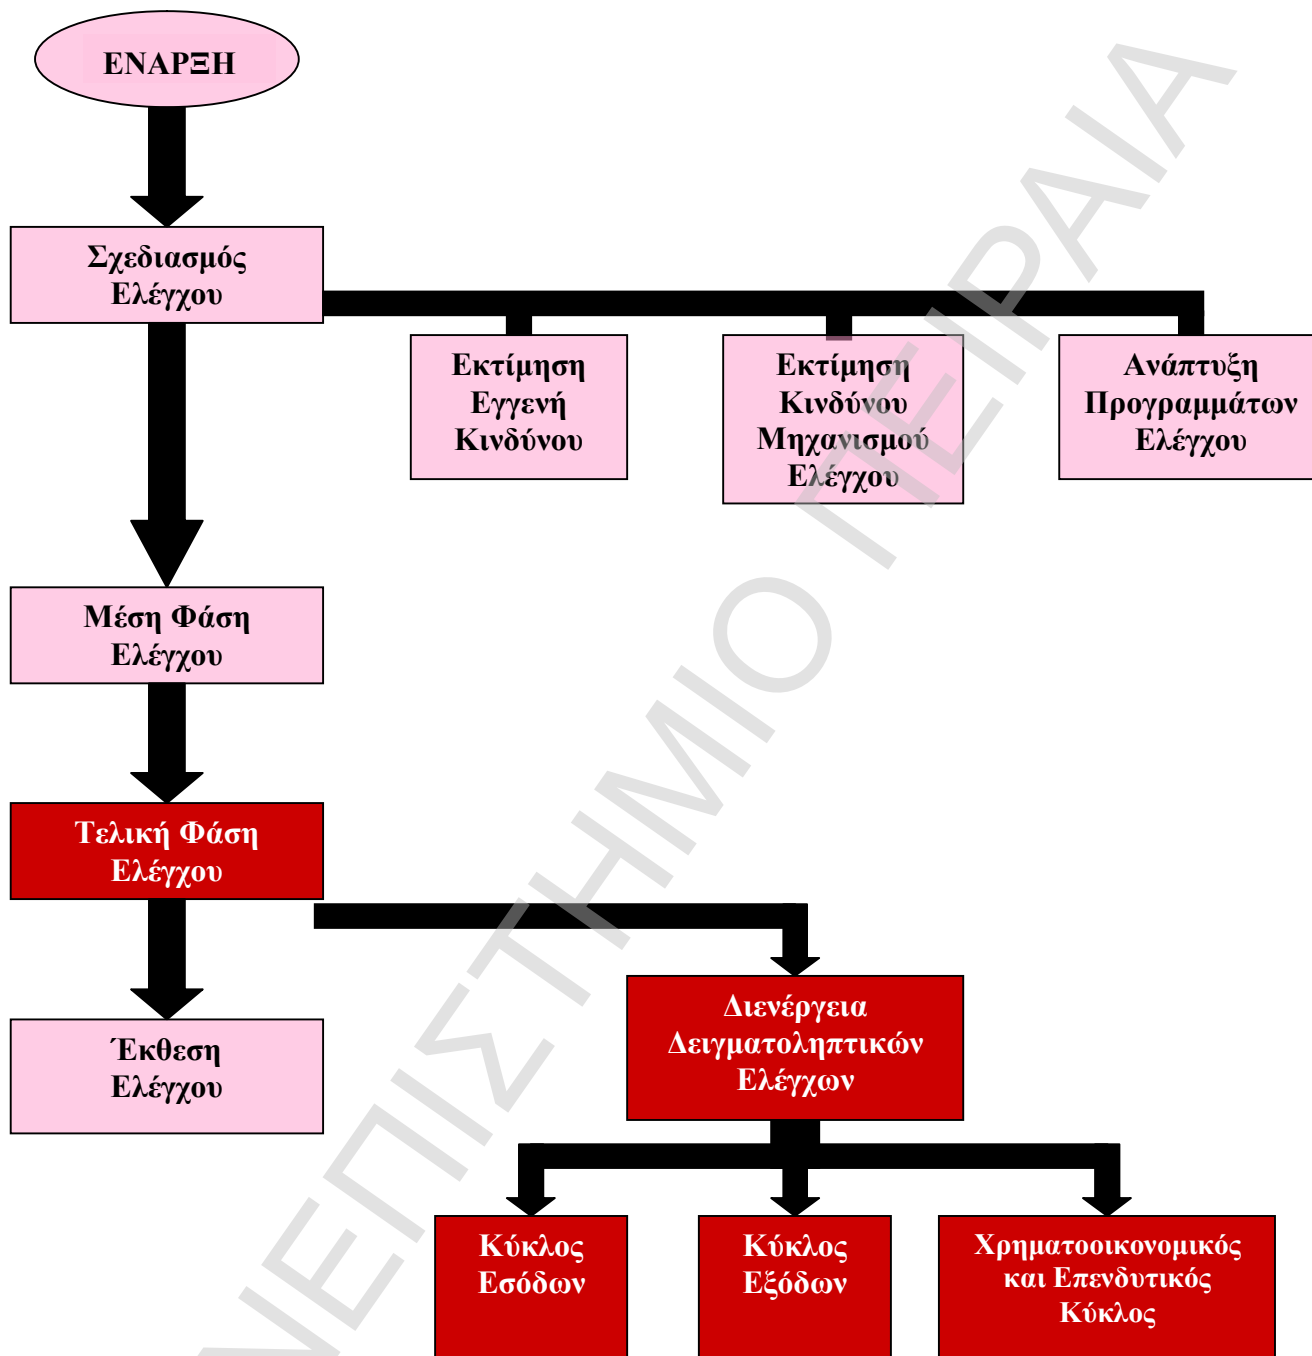 ΕΝΑΡΞΗ
Σχεδιασμός
Ελέγχου
Εκτίμηση
Εγγενή
Κινδύνου
Εκτίμηση
Κινδύνου
Μηχανισμού
Ελέγχου
Ανάπτυξη
Προγραμμάτων
Ελέγχου
Μέση Φάση
Ελέγχου
Τελική Φάση
Ελέγχου
Διενέργεια
Δειγματοληπτικών
Ελέγχων
Έκθεση
Ελέγχου
Κύκλος
Εσόδων
Κύκλος
Εξόδων
Χρηματοοικονομικός
και Επενδυτικός
Κύκλος
ΝΕΠΙΣΤΗΜΙΟ ΠΕΙΡΑΙΑ